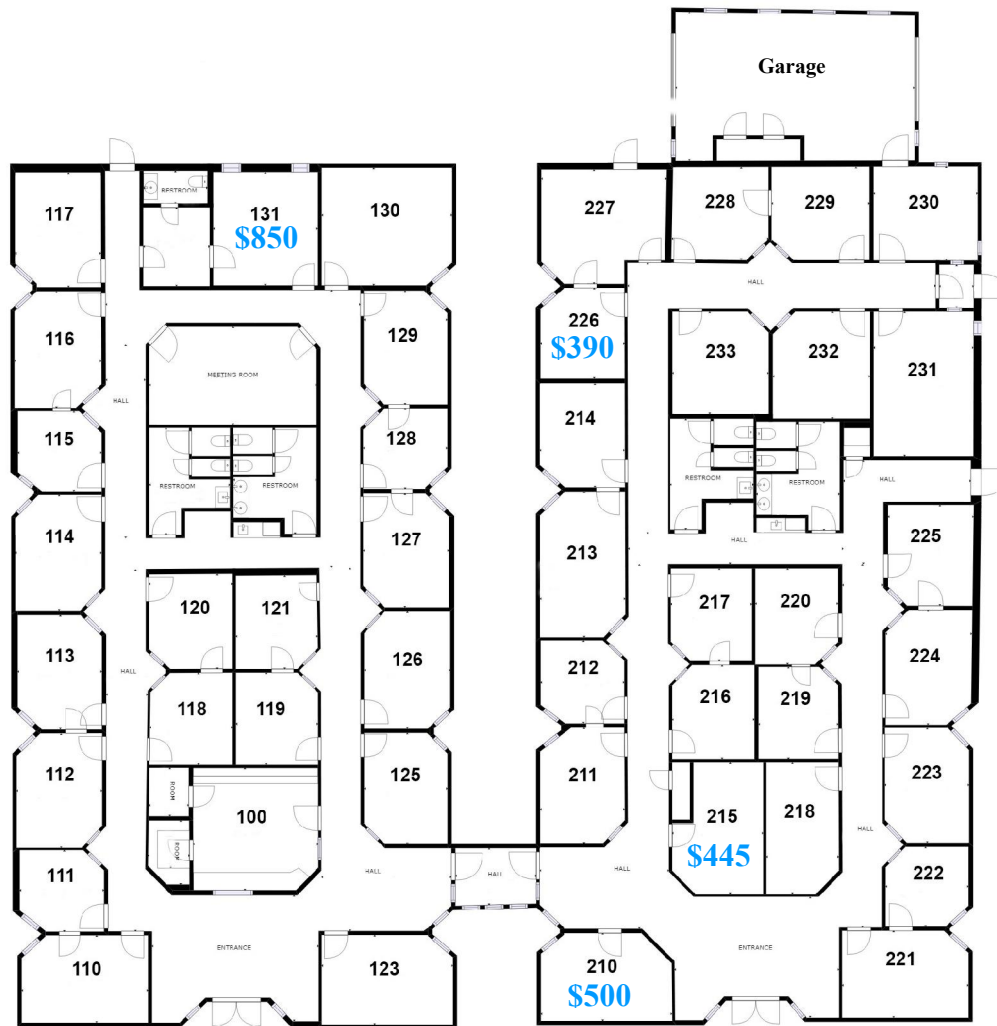 Garage
117
RESTROOM
131
$850
130
227
228
229
230
HALL
116
129
226
$390
233
232
231
MEETING ROOM
HALL
115
128
214
RESTROOM
RESTROOM
RESTROOM
RESTROOM
HALL
114
127
213
HALL
225
120
121
217
220
113
126
212
224
HALL
118
119
216
219
112
125
211
223
ROOM
100
215
$445
218
HALL
ROOM
111
HALL
HALL
HALL
222
ENTRANCE
ENTRANCE
110
123
210
$500
221